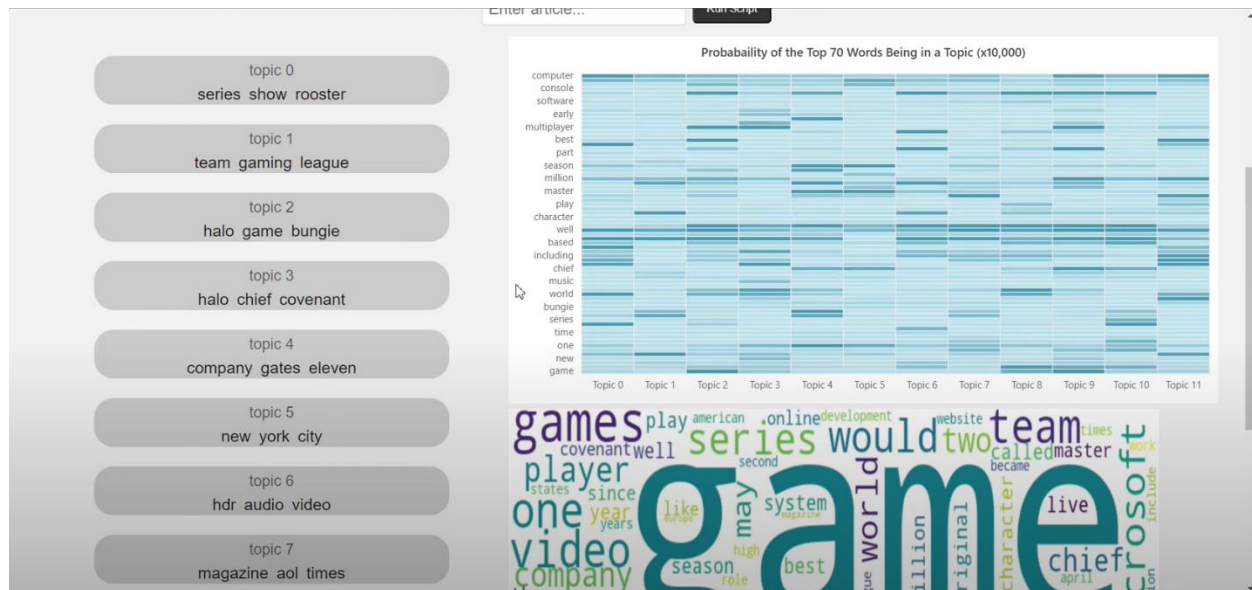 Enter article...
Run Script
topic 0
series show rooster
topic 1
team gaming league
topic 2
halo game bungie
topic 3
halo chief covenant
topic 4
company gates eleven
topic 5
new york city
topic 6
hdr audio video
topic 7
magazine aol times
Probabaility of the Top 70 Words Being in a Topic (x10,000)
computer
console
software
early
multiplayer
best
part
season
million
master
play
character
well
based
including
chief
music
world
bungie
series
time
one
new
game
Topic 0 Topic 1 Topic 2 Topic 3 Topic 4 Topic 5 Topic 6 Topic 7 Topic 8 Topic 9 Topic 10 Topic 11
games play american online development website team times
covenant well series would two called master work
player second became
states since like system world character live include
one year years europe may magazine original
video high best chief
company season role april
game